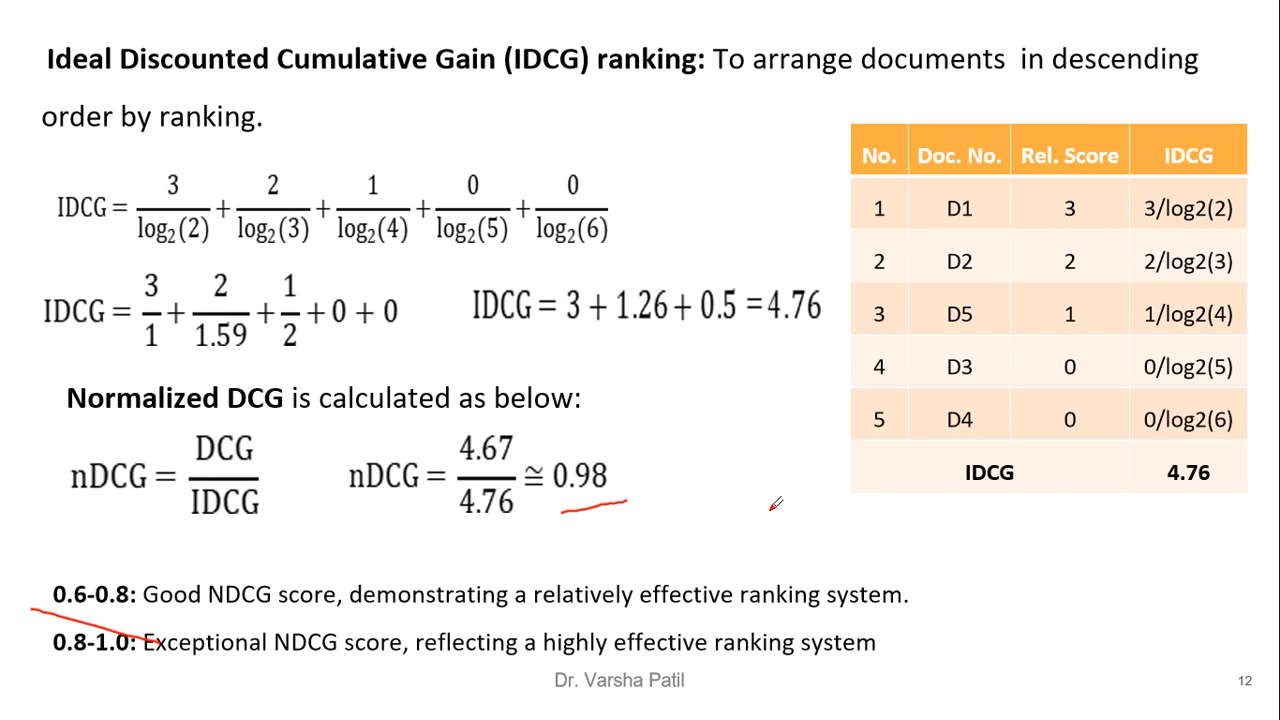 Ideal Discounted Cumulative Gain (IDCG) ranking: To arrange documents in descending
order by ranking.
IDCG = 3/log₂(2) + 2/log₂(3) + 1/log₂(4) + 0/log₂(5) + 0/log₂(6)
IDCG = 3/1 + 2/1.59 + 1/2 + 0 + 0
IDCG = 3 + 1.26 + 0.5 = 4.76
Normalized DCG is calculated as below:
nDCG = DCG/IDCG
nDCG = 4.67/4.76 ≅ 0.98
No. Doc. No. Rel. Score IDCG
1 D1 3 3/log2(2)
2 D2 2 2/log2(3)
3 D5 1 1/log2(4)
4 D3 0 0/log2(5)
5 D4 0 0/log2(6)
IDCG 4.76
0.6-0.8: Good NDCG score, demonstrating a relatively effective ranking system.
0.8-1.0: Exceptional NDCG score, reflecting a highly effective ranking system
Dr. Varsha Patil
12